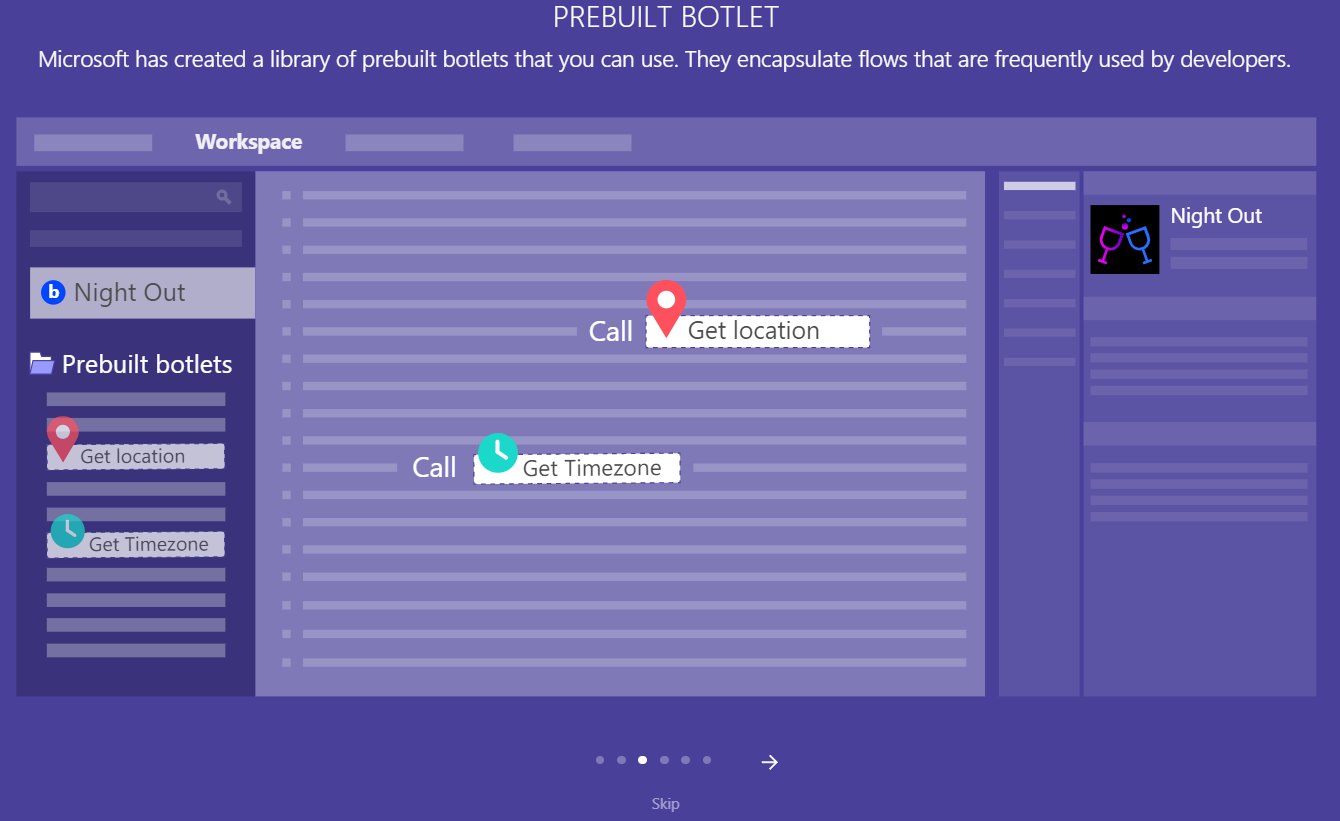 PREBUILT BOTLET
Microsoft has created a library of prebuilt botlets that you can use. They encapsulate flows that are frequently used by developers.
Workspace
b Night Out
Prebuilt botlets
Get location
Get Timezone
Call Get location
Call Get Timezone
Night Out
Skip